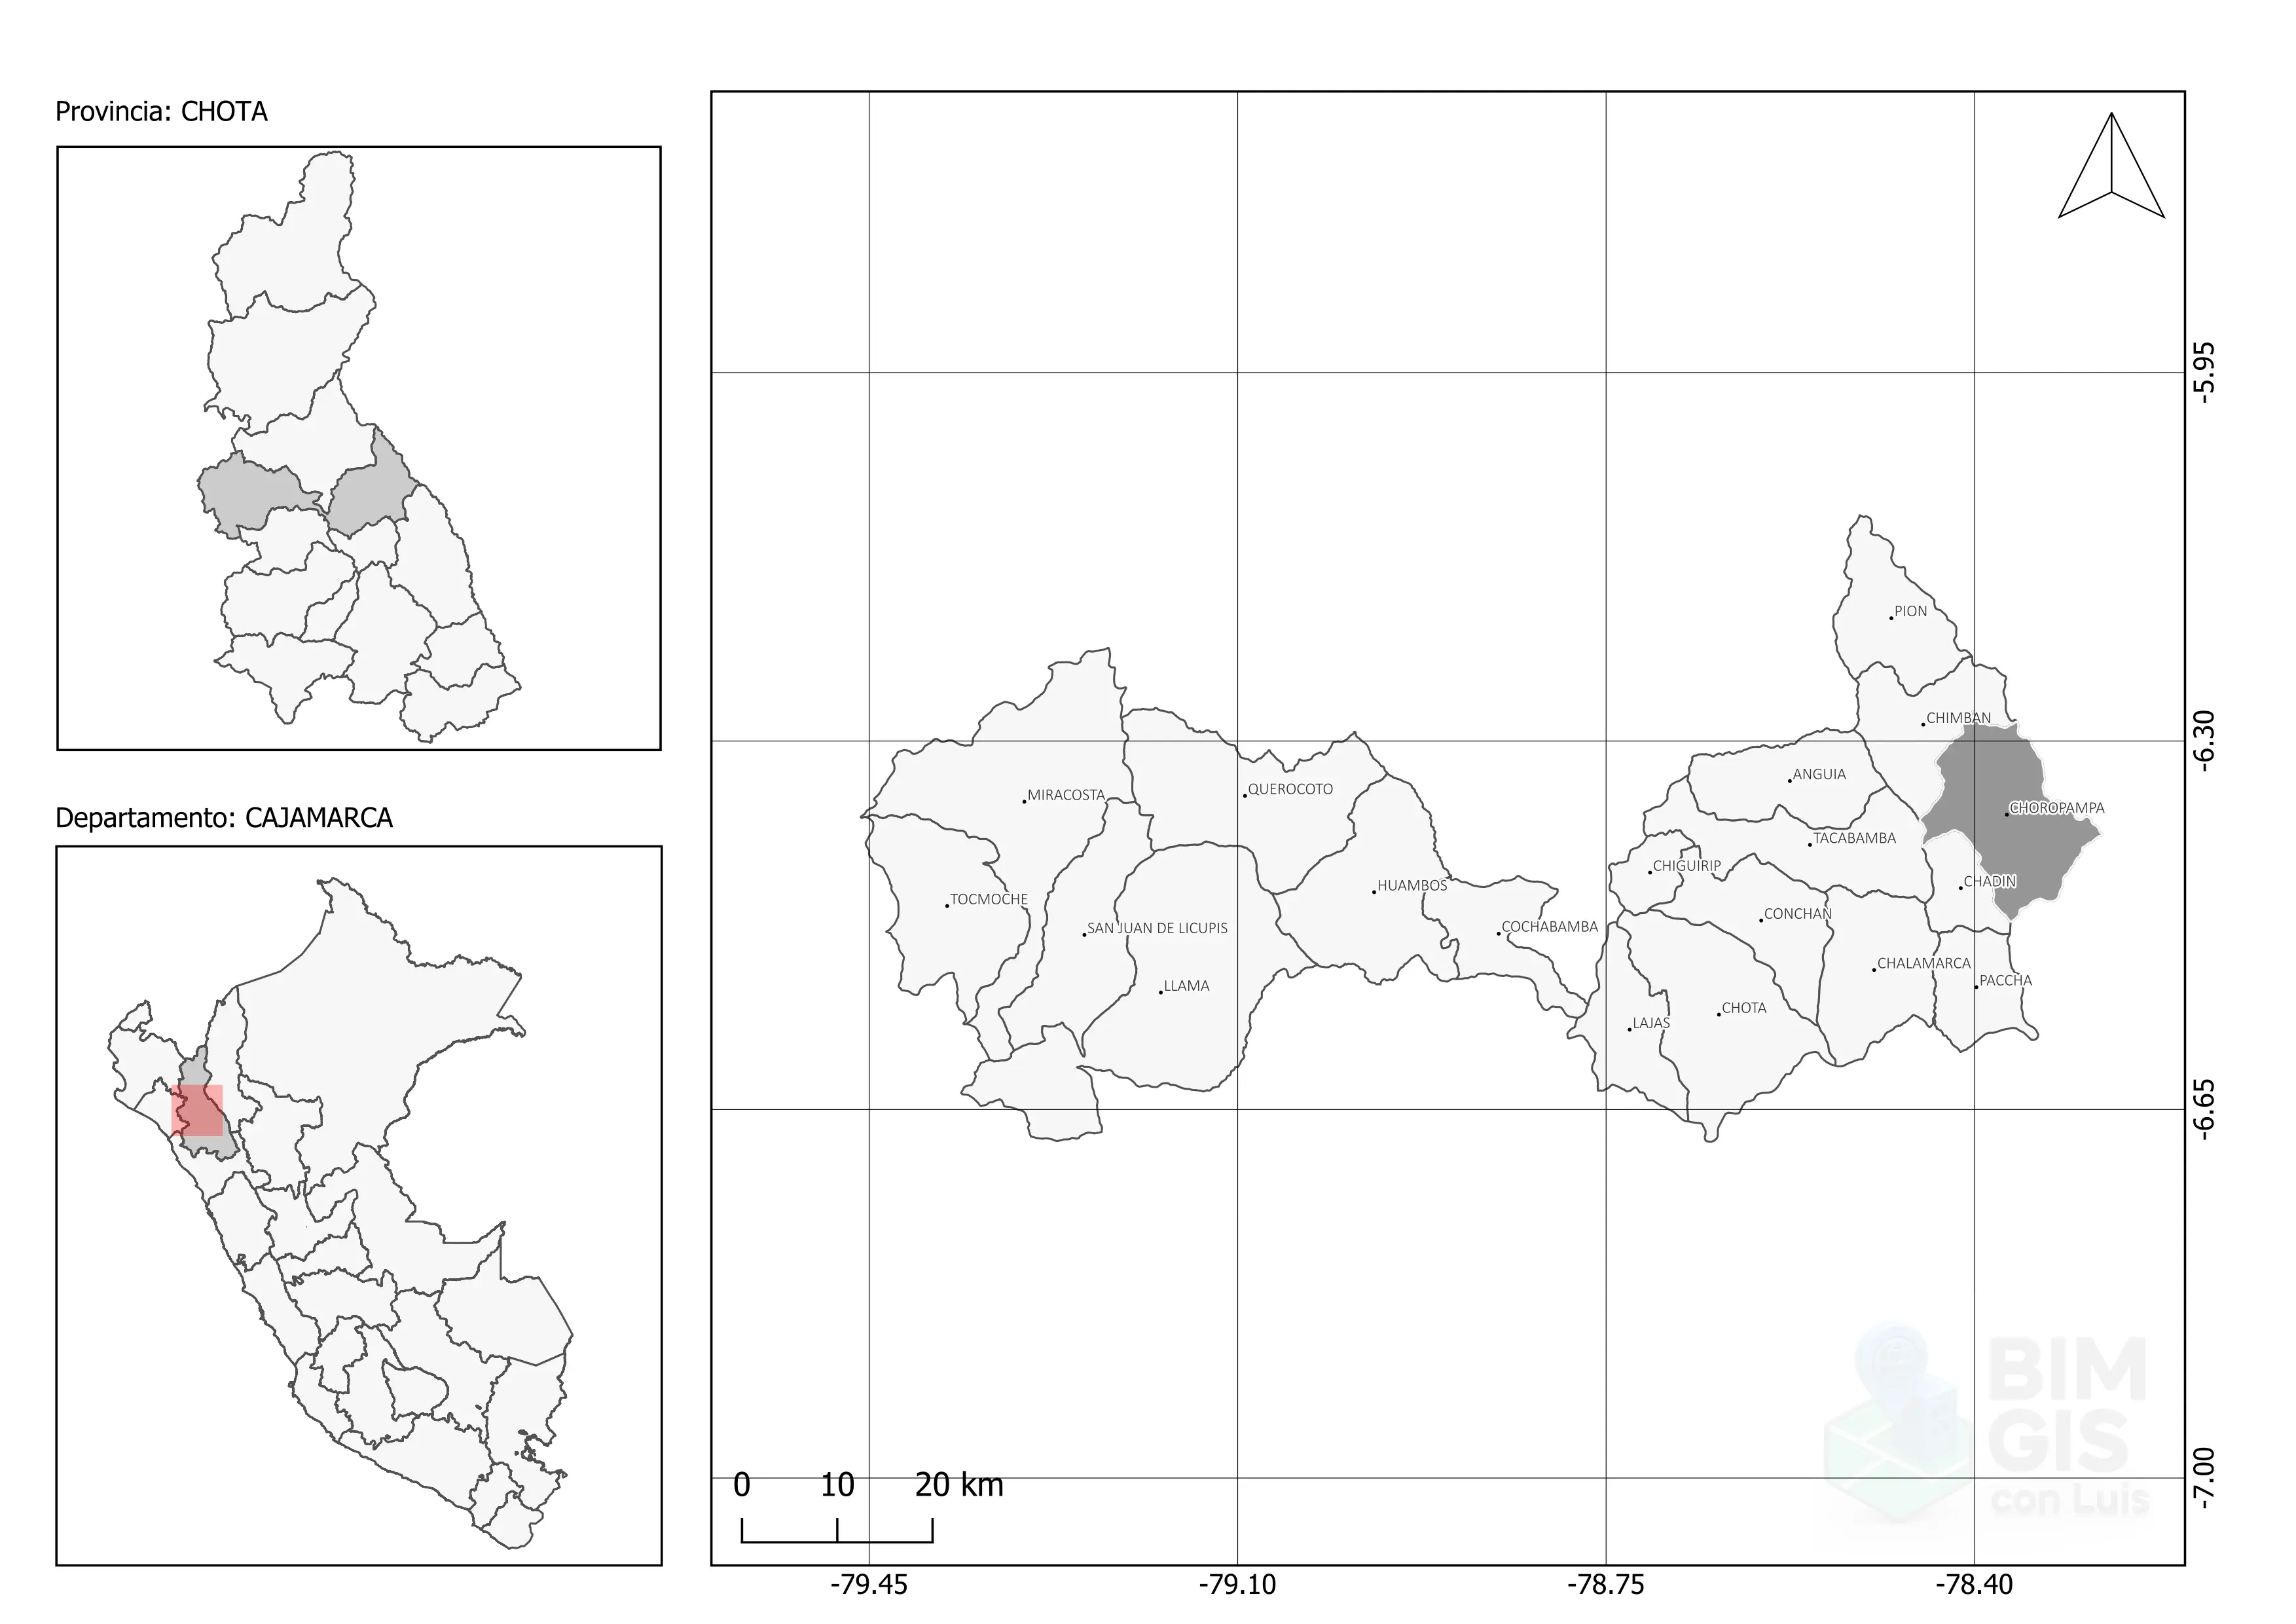 Provincia: CHOTA
Departamento: CAJAMARCA
PION
CHIMBAN
ANGUIA
CHOROPAMPA
MIRACOSTA
QUEROCOTO
TACABAMBA
CHIGUIRIP
CHADIN
HUAMBOS
TOCMOCHE
CONCHAN
SAN JUAN DE LICUPIS
COCHABAMBA
CHALAMARCA
PACCHA
LLAMA
CHOTA
LAJAS
-5.95
-6.30
-6.65
-7.00
0 10 20 km
-79.45 -79.10 -78.75 -78.40
BIM
GIS
con Luis